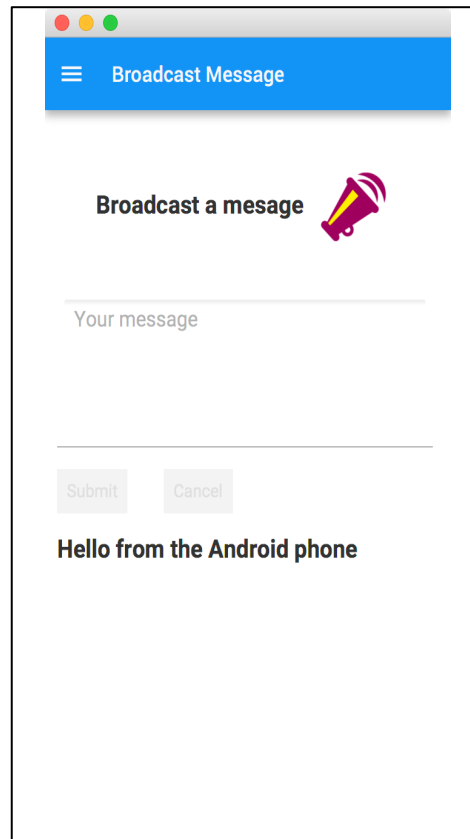 Broadcast Message
Broadcast a mesage
Your message
Submit Cancel
Hello from the Android phone